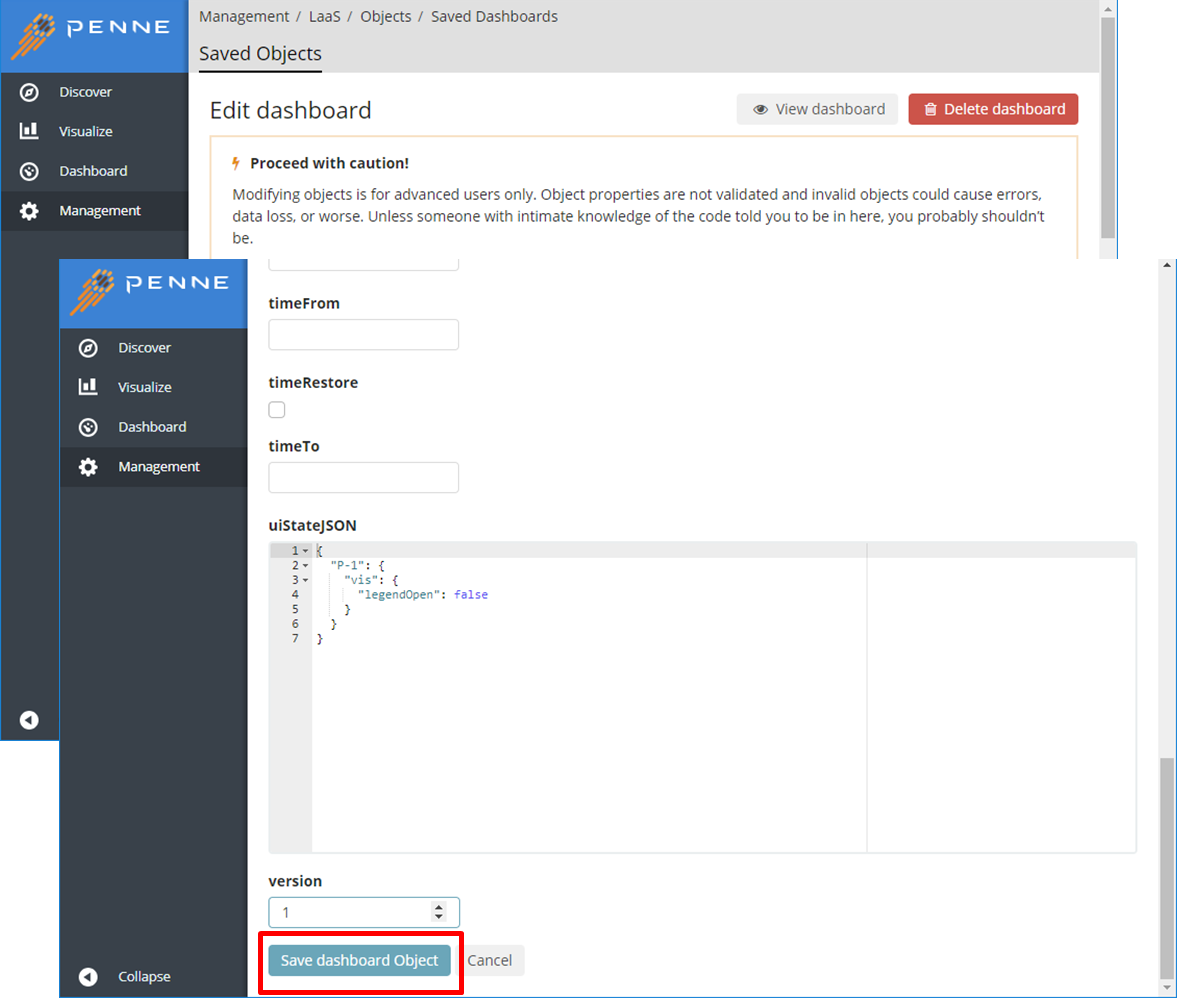 PENNE
Management / LaaS / Objects / Saved Dashboards
Saved Objects
Discover
Visualize
Dashboard
Management
Edit dashboard
View dashboard
Delete dashboard
Proceed with caution!
Modifying objects is for advanced users only. Object properties are not validated and invalid objects could cause errors,
data loss, or worse. Unless someone with intimate knowledge of the code told you to be in here, you probably shouldn't
be.
PENNE
Discover
Visualize
Dashboard
Management
Collapse
timeFrom
timeRestore
timeTo
uiStateJSON
1 {
2 "P-1": {
3 "vis": {
4 "legendOpen": false
5 }
6 }
7 }
version
1
Save dashboard Object
Cancel